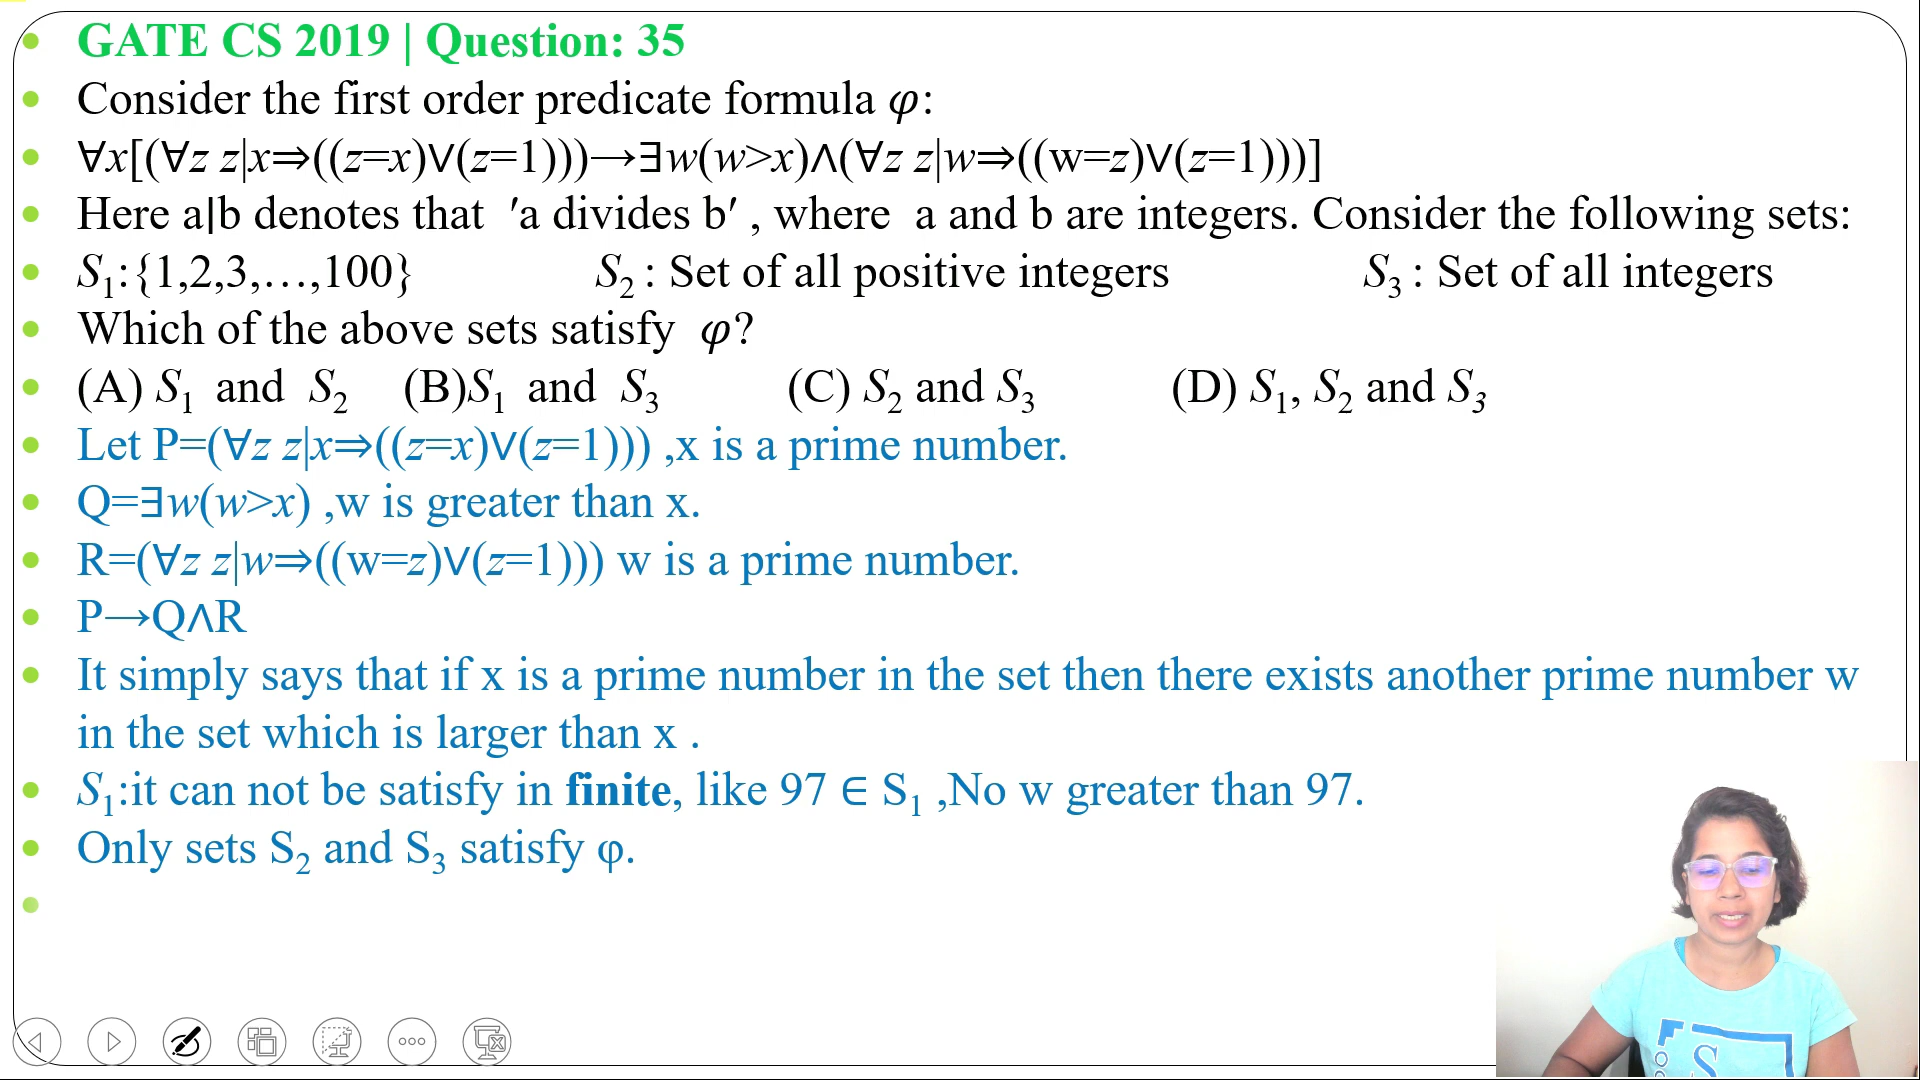 GATE CS 2019 | Question: 35
Consider the first order predicate formula φ:
∀x[(∀z z|x⇒((z=x)∨(z=1)))→∃w(w>x)∧(∀z z|w⇒((w=z)∨(z=1)))]
Here a|b denotes that ′a divides b′ , where a and b are integers. Consider the following sets:
S₁:{1,2,3,…,100} S₂ : Set of all positive integers S₃ : Set of all integers
Which of the above sets satisfy φ?
(A) S₁ and S₂ (B)S₁ and S₃ (C) S₂ and S₃ (D) S₁, S₂ and S₃
Let P=(∀z z|x⇒((z=x)∨(z=1))) ,x is a prime number.
Q=∃w(w>x) ,w is greater than x.
R=(∀z z|w⇒((w=z)∨(z=1))) w is a prime number.
P→Q∧R
It simply says that if x is a prime number in the set then there exists another prime number w
in the set which is larger than x .
S₁:it can not be satisfy in finite, like 97 ∈ S₁ ,No w greater than 97.
Only sets S₂ and S₃ satisfy φ.
S